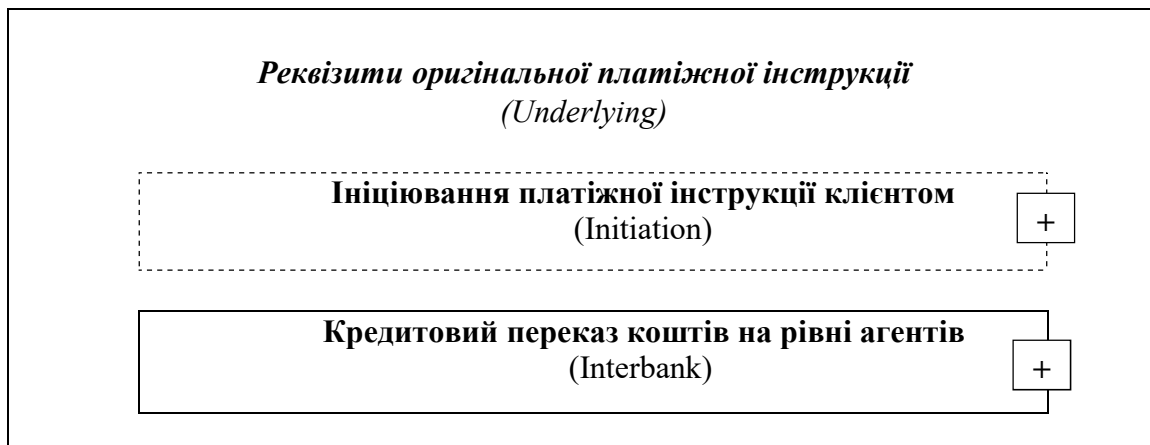 Реквізити оригінальної платіжної інструкції
(Underlying)
Ініціювання платіжної інструкції клієнтом
(Initiation)
+
Кредитовий переказ коштів на рівні агентів
(Interbank)
+